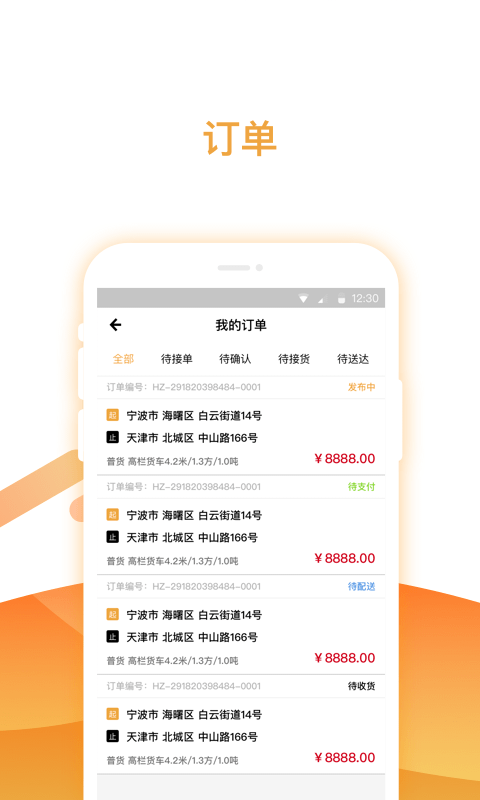 订单
12:30
我的订单
全部 待接单 待确认 待接货 待送达
订单编号：HZ-291820398484-0001 发布中
起 宁波市 海曙区 白云街道14号
止 天津市 北城区 中山路166号
普货 高栏货车4.2米/1.3方/1.0吨 ￥8888.00
订单编号：HZ-291820398484-0001 待支付
起 宁波市 海曙区 白云街道14号
止 天津市 北城区 中山路166号
普货 高栏货车4.2米/1.3方/1.0吨 ￥8888.00
订单编号：HZ-291820398484-0001 待配送
起 宁波市 海曙区 白云街道14号
止 天津市 北城区 中山路166号
普货 高栏货车4.2米/1.3方/1.0吨 ￥8888.00
订单编号：HZ-291820398484-0001 待收货
起 宁波市 海曙区 白云街道14号
止 天津市 北城区 中山路166号
普货 高栏货车4.2米/1.3方/1.0吨 ￥8888.00